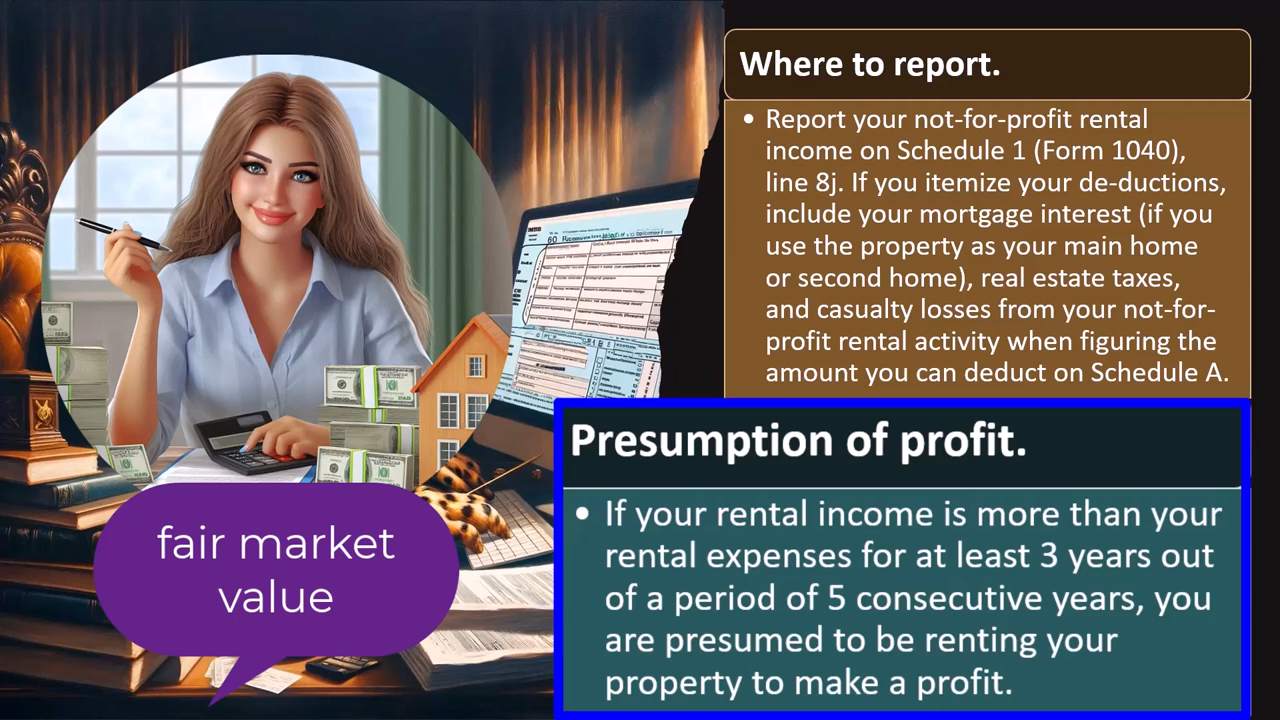 Where to report.
• Report your not-for-profit rental
income on Schedule 1 (Form 1040),
line 8j. If you itemize your de-ductions,
include your mortgage interest (if you
use the property as your main home
or second home), real estate taxes,
and casualty losses from your not-for-
profit rental activity when figuring the
amount you can deduct on Schedule A.
Presumption of profit.
• If your rental income is more than your
rental expenses for at least 3 years out
of a period of 5 consecutive years, you
are presumed to be renting your
property to make a profit.
fair market
value